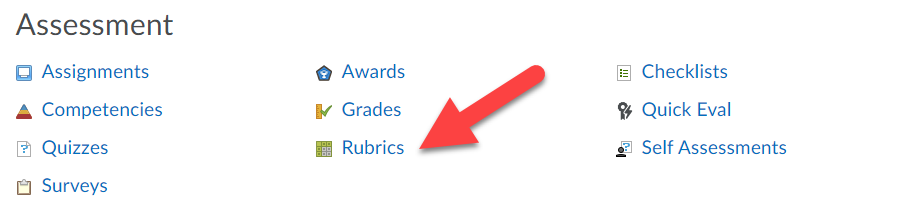 Assessment
Assignments Awards Checklists
Competencies Grades Quick Eval
Quizzes Rubrics Self Assessments
Surveys